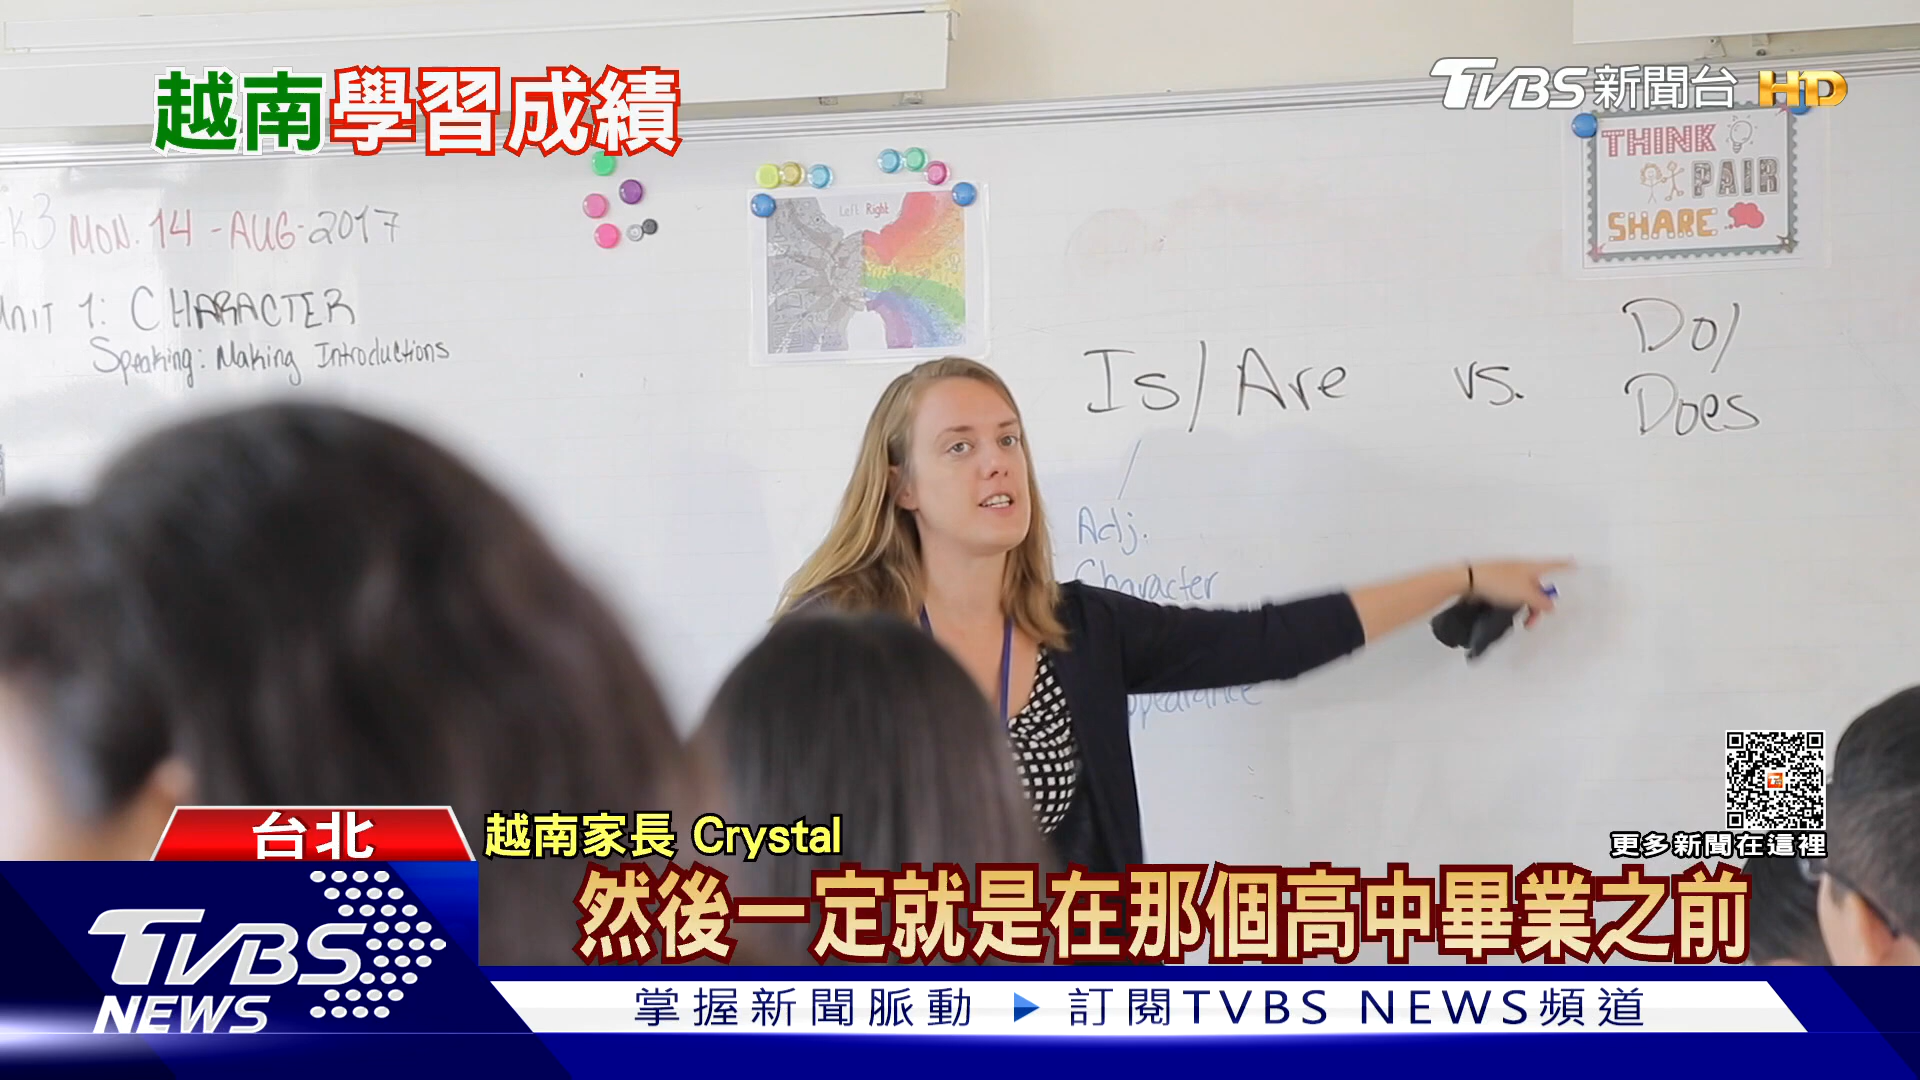 越南學習成績
TVBS新聞台 HD
THINK
PAIR
SHARE
MON. 14 - AUG - 2017
UNIT 1: CHARACTER
Speaking: Making Introductions
Left Right
Is/Are vs. Do/
Does
Adj.
Character
Appearance
更多新聞在這裡
台北
越南家長 Crystal
然後一定就是在那個高中畢業之前
TVBS
NEWS
掌握新聞脈動 ▶ 訂閱TVBS NEWS頻道